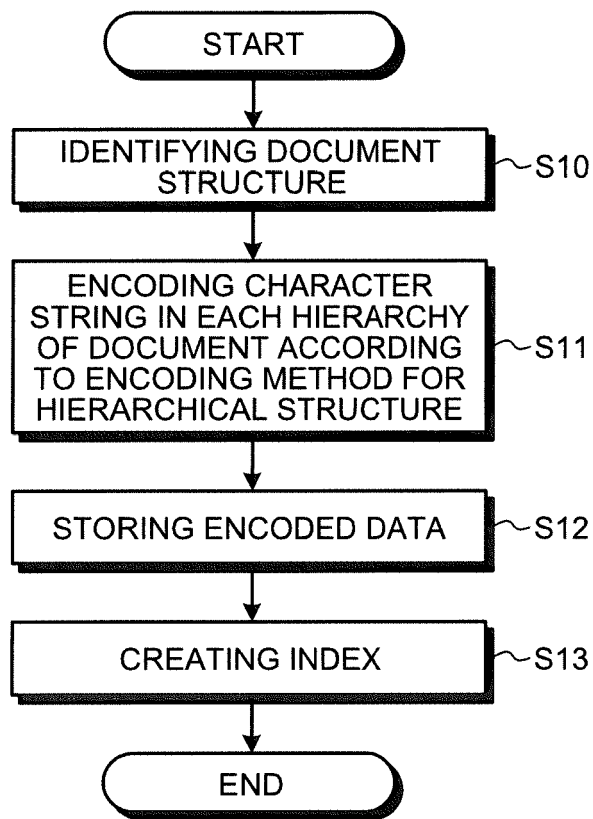 START
IDENTIFYING DOCUMENT
STRUCTURE
S10
ENCODING CHARACTER
STRING IN EACH HIERARCHY
OF DOCUMENT ACCORDING
TO ENCODING METHOD FOR
HIERARCHICAL STRUCTURE
S11
STORING ENCODED DATA
S12
CREATING INDEX
S13
END